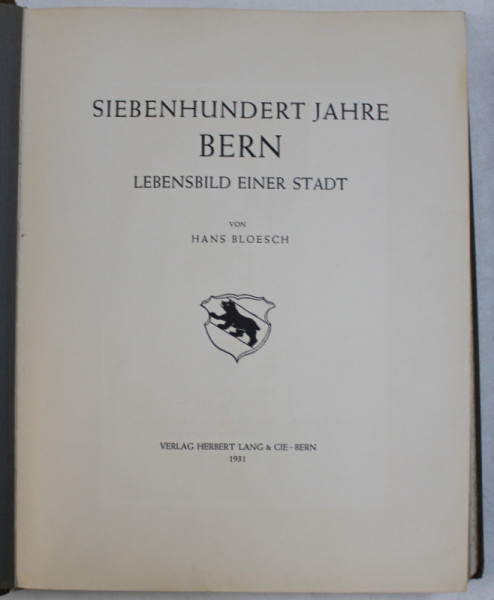 SIEBENHUNDERT JAHRE
BERN
LEBENSBILD EINER STADT
VON
HANS BLOESCH
VERLAG HERBERT LANG & CIE - BERN
1931